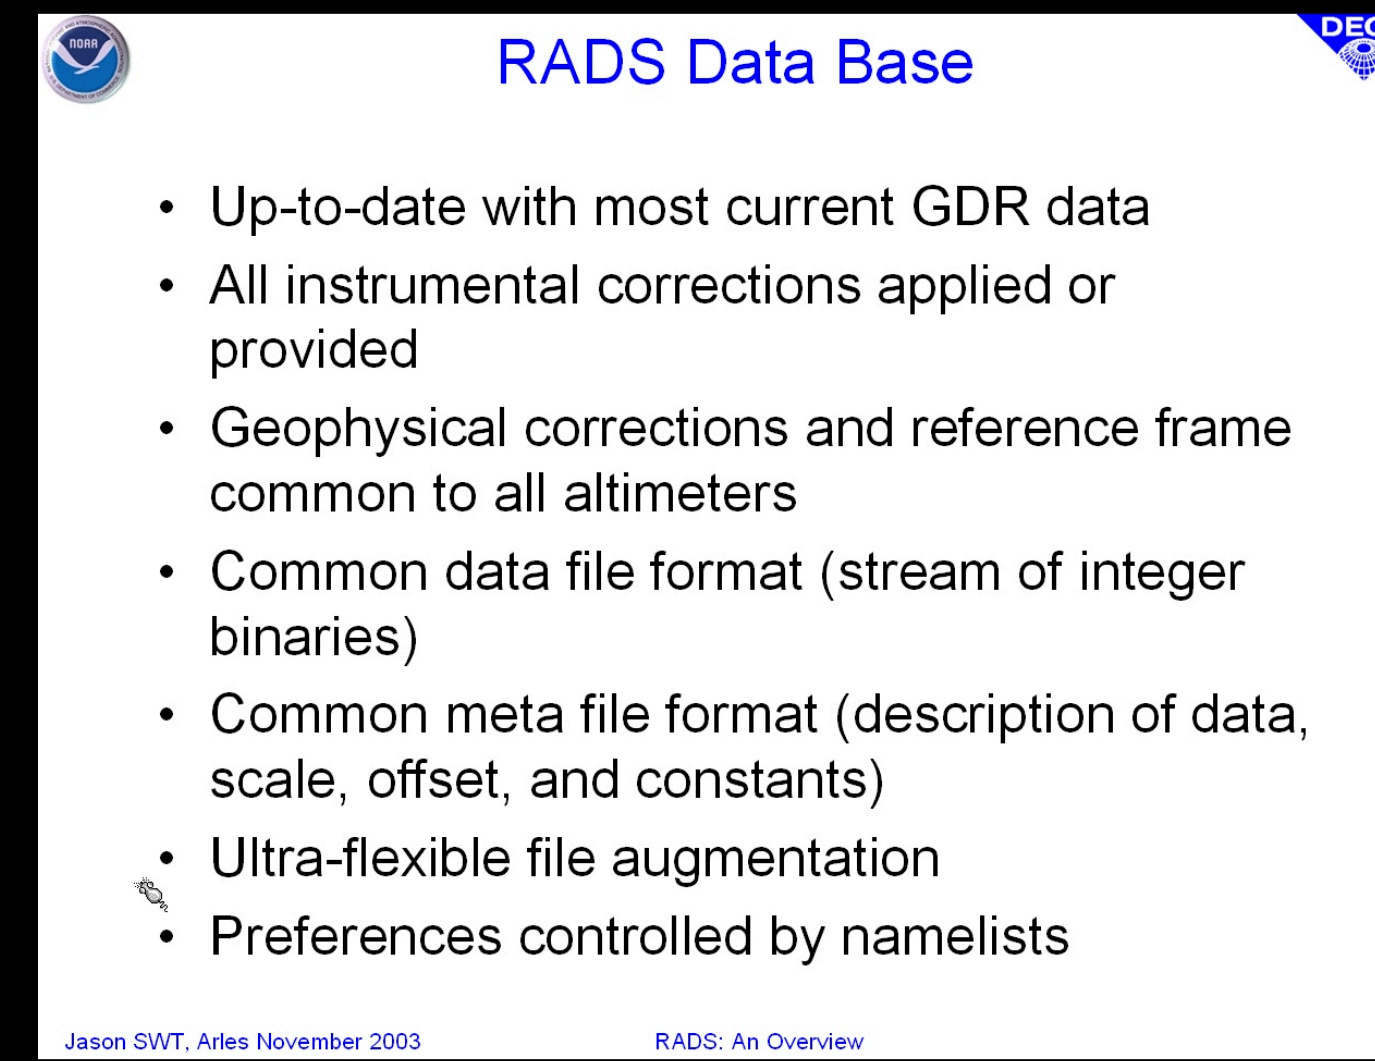 NOAA
RADS Data Base
• Up-to-date with most current GDR data
• All instrumental corrections applied or
provided
• Geophysical corrections and reference frame
common to all altimeters
• Common data file format (stream of integer
binaries)
• Common meta file format (description of data,
scale, offset, and constants)
• Ultra-flexible file augmentation
• Preferences controlled by namelists
Jason SWT, Arles November 2003
RADS: An Overview